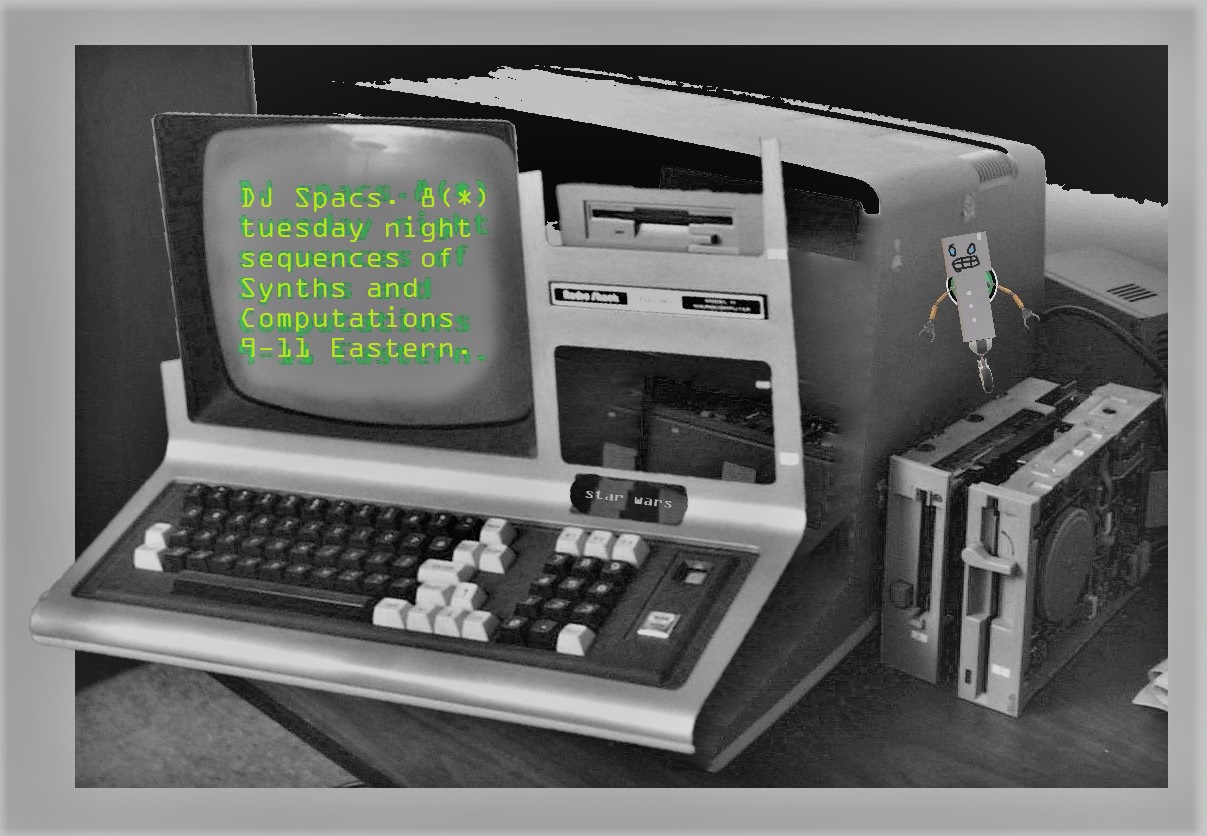 DJ Spacs. 8(*)
tuesday night
sequences of
Synths and
Computations
9-11 Eastern.
Radio Shack
star wars